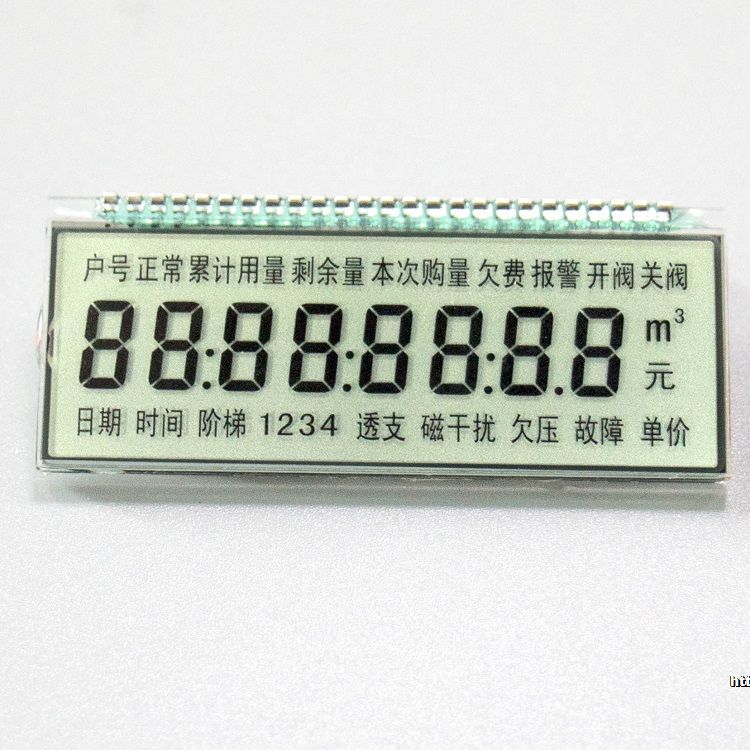 户号 正常 累计用量 剩余量 本次购量 欠费 报警 开阀 关阀
88:88:88:8.8 m³
元
日期 时间 阶梯 1234 透支 磁干扰 欠压 故障 单价
htt